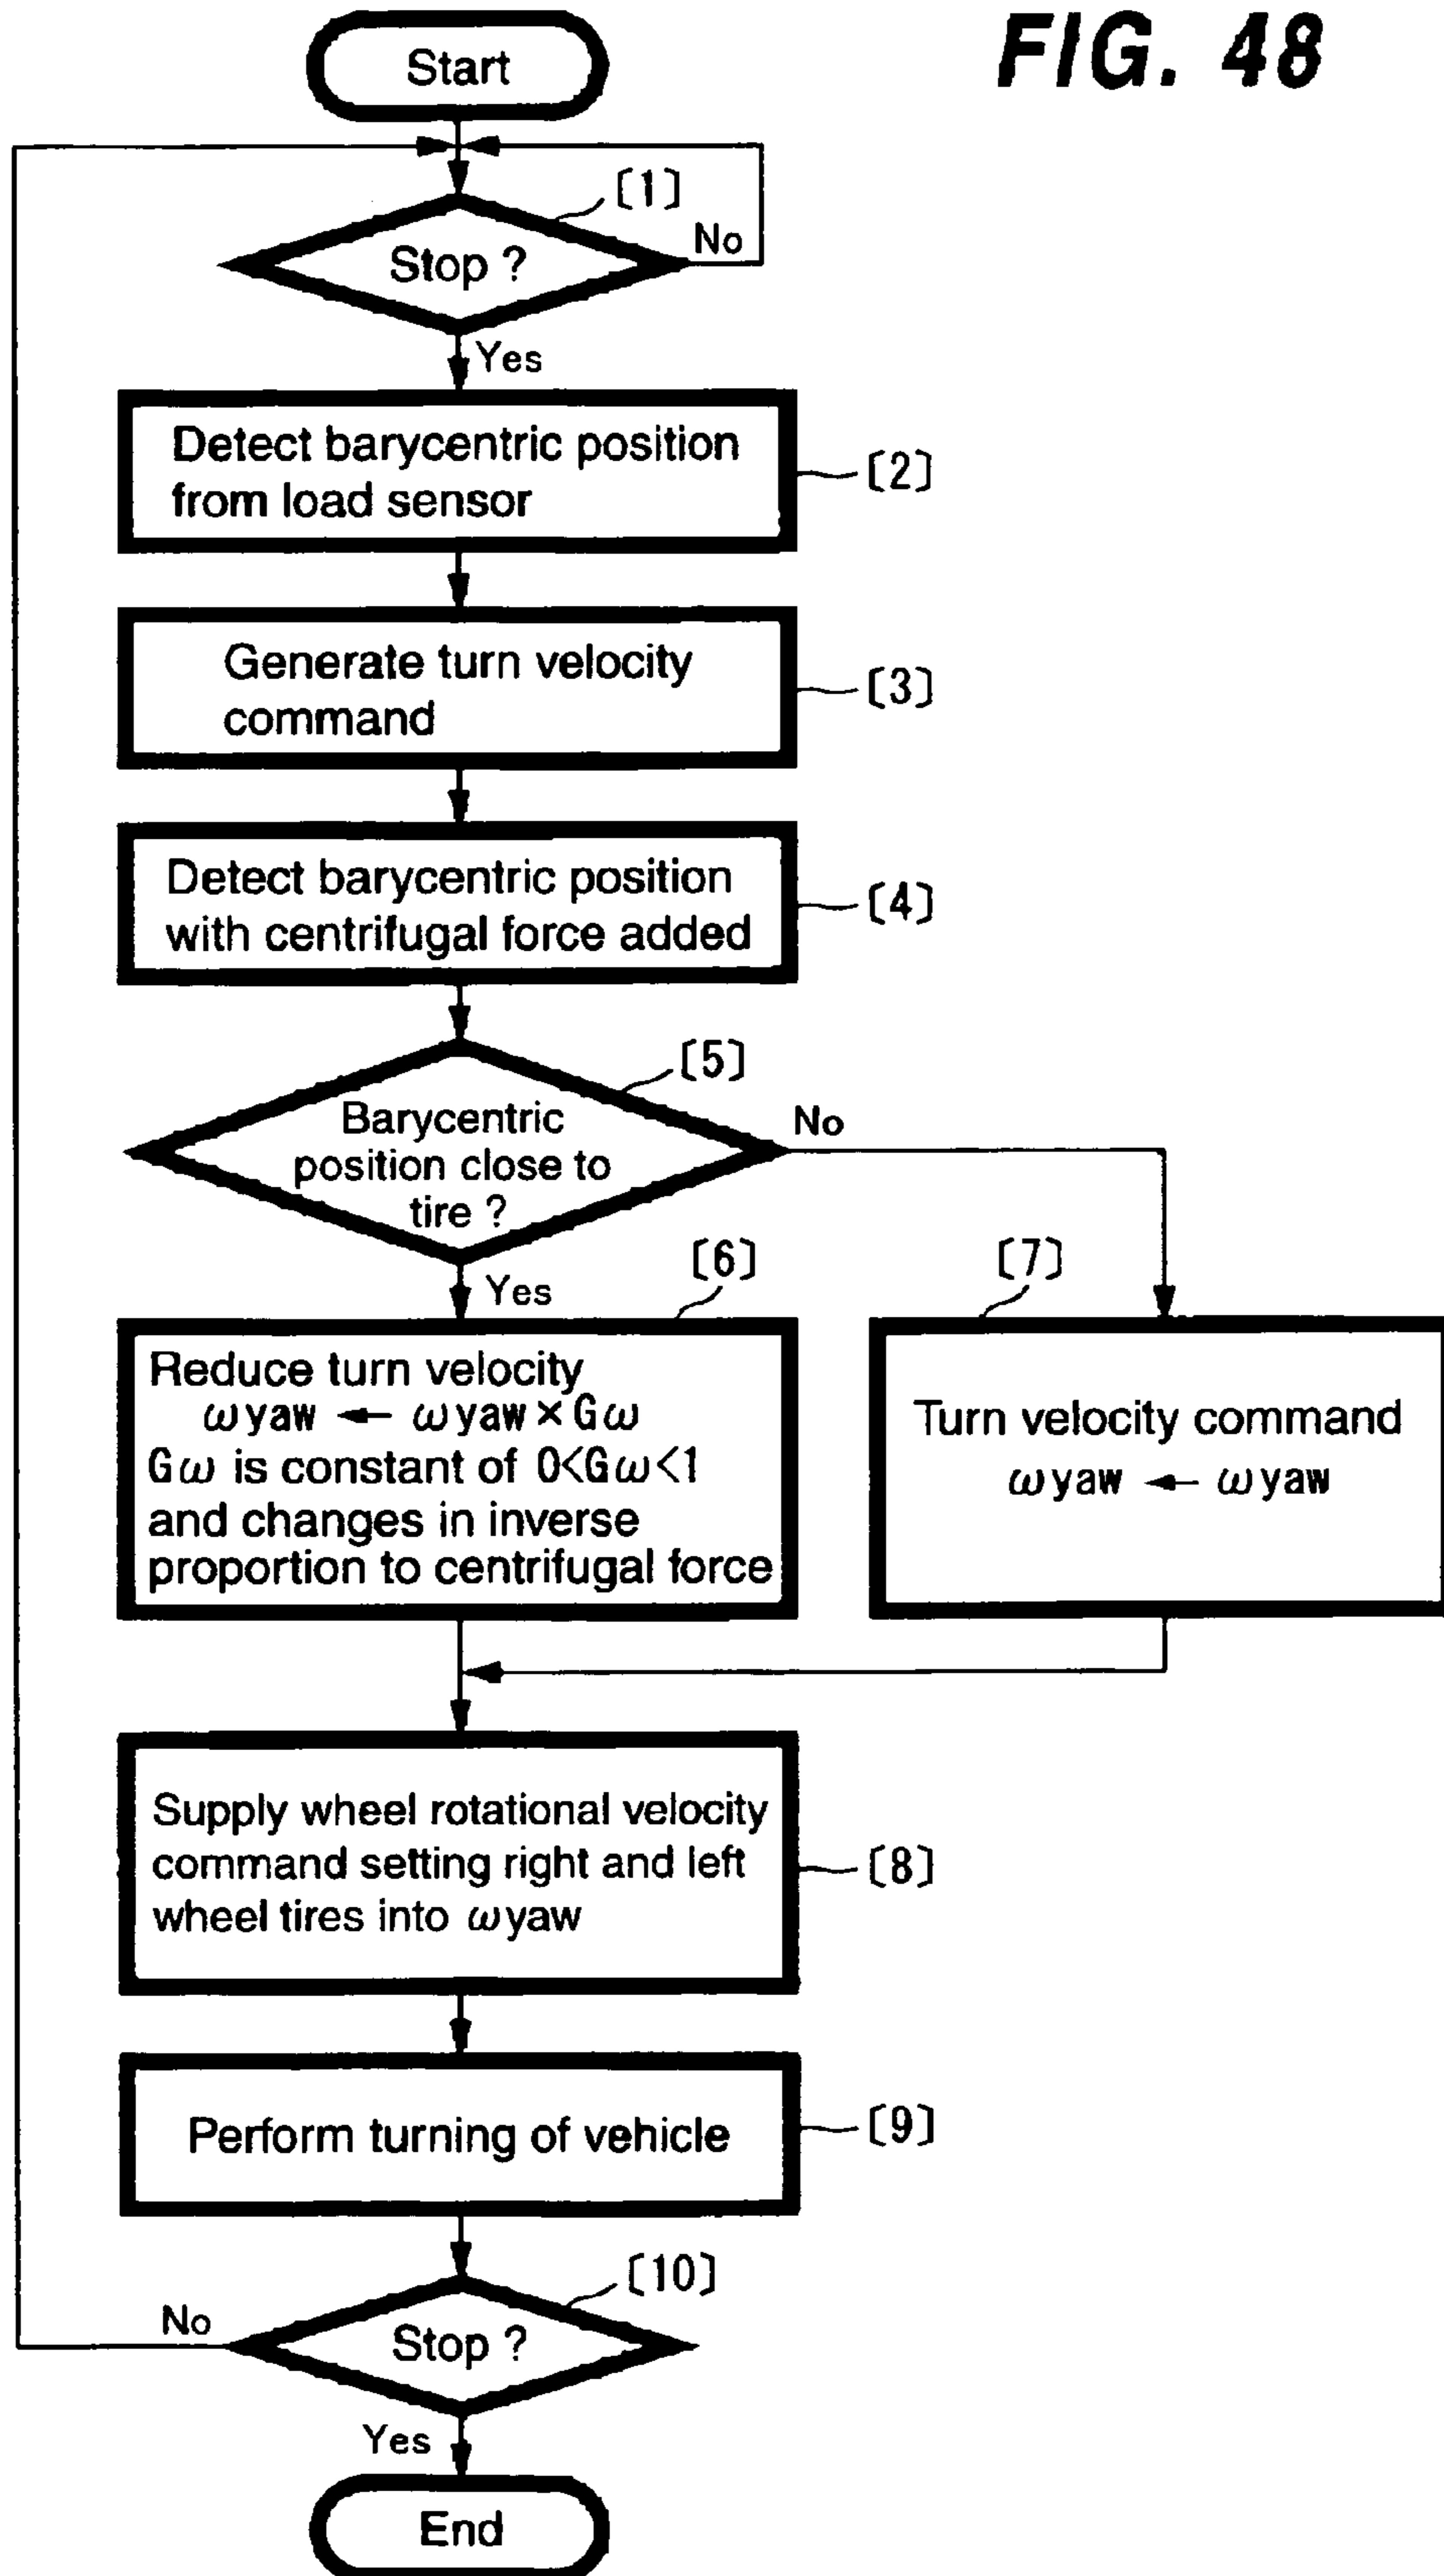 FIG. 48
Start
[1]
Stop ?
No
Yes
Detect barycentric position
from load sensor
[2]
Generate turn velocity
command
[3]
Detect barycentric position
with centrifugal force added
[4]
[5]
Barycentric
position close to
tire ?
No
Yes
[6]
[7]
Reduce turn velocity
ωyaw ← ωyaw×Gω
Gω is constant of 0<Gω<1
and changes in inverse
proportion to centrifugal force
Turn velocity command
ωyaw ← ωyaw
Supply wheel rotational velocity
command setting right and left
wheel tires into ωyaw
[8]
Perform turning of vehicle
[9]
[10]
Stop ?
No
Yes
End